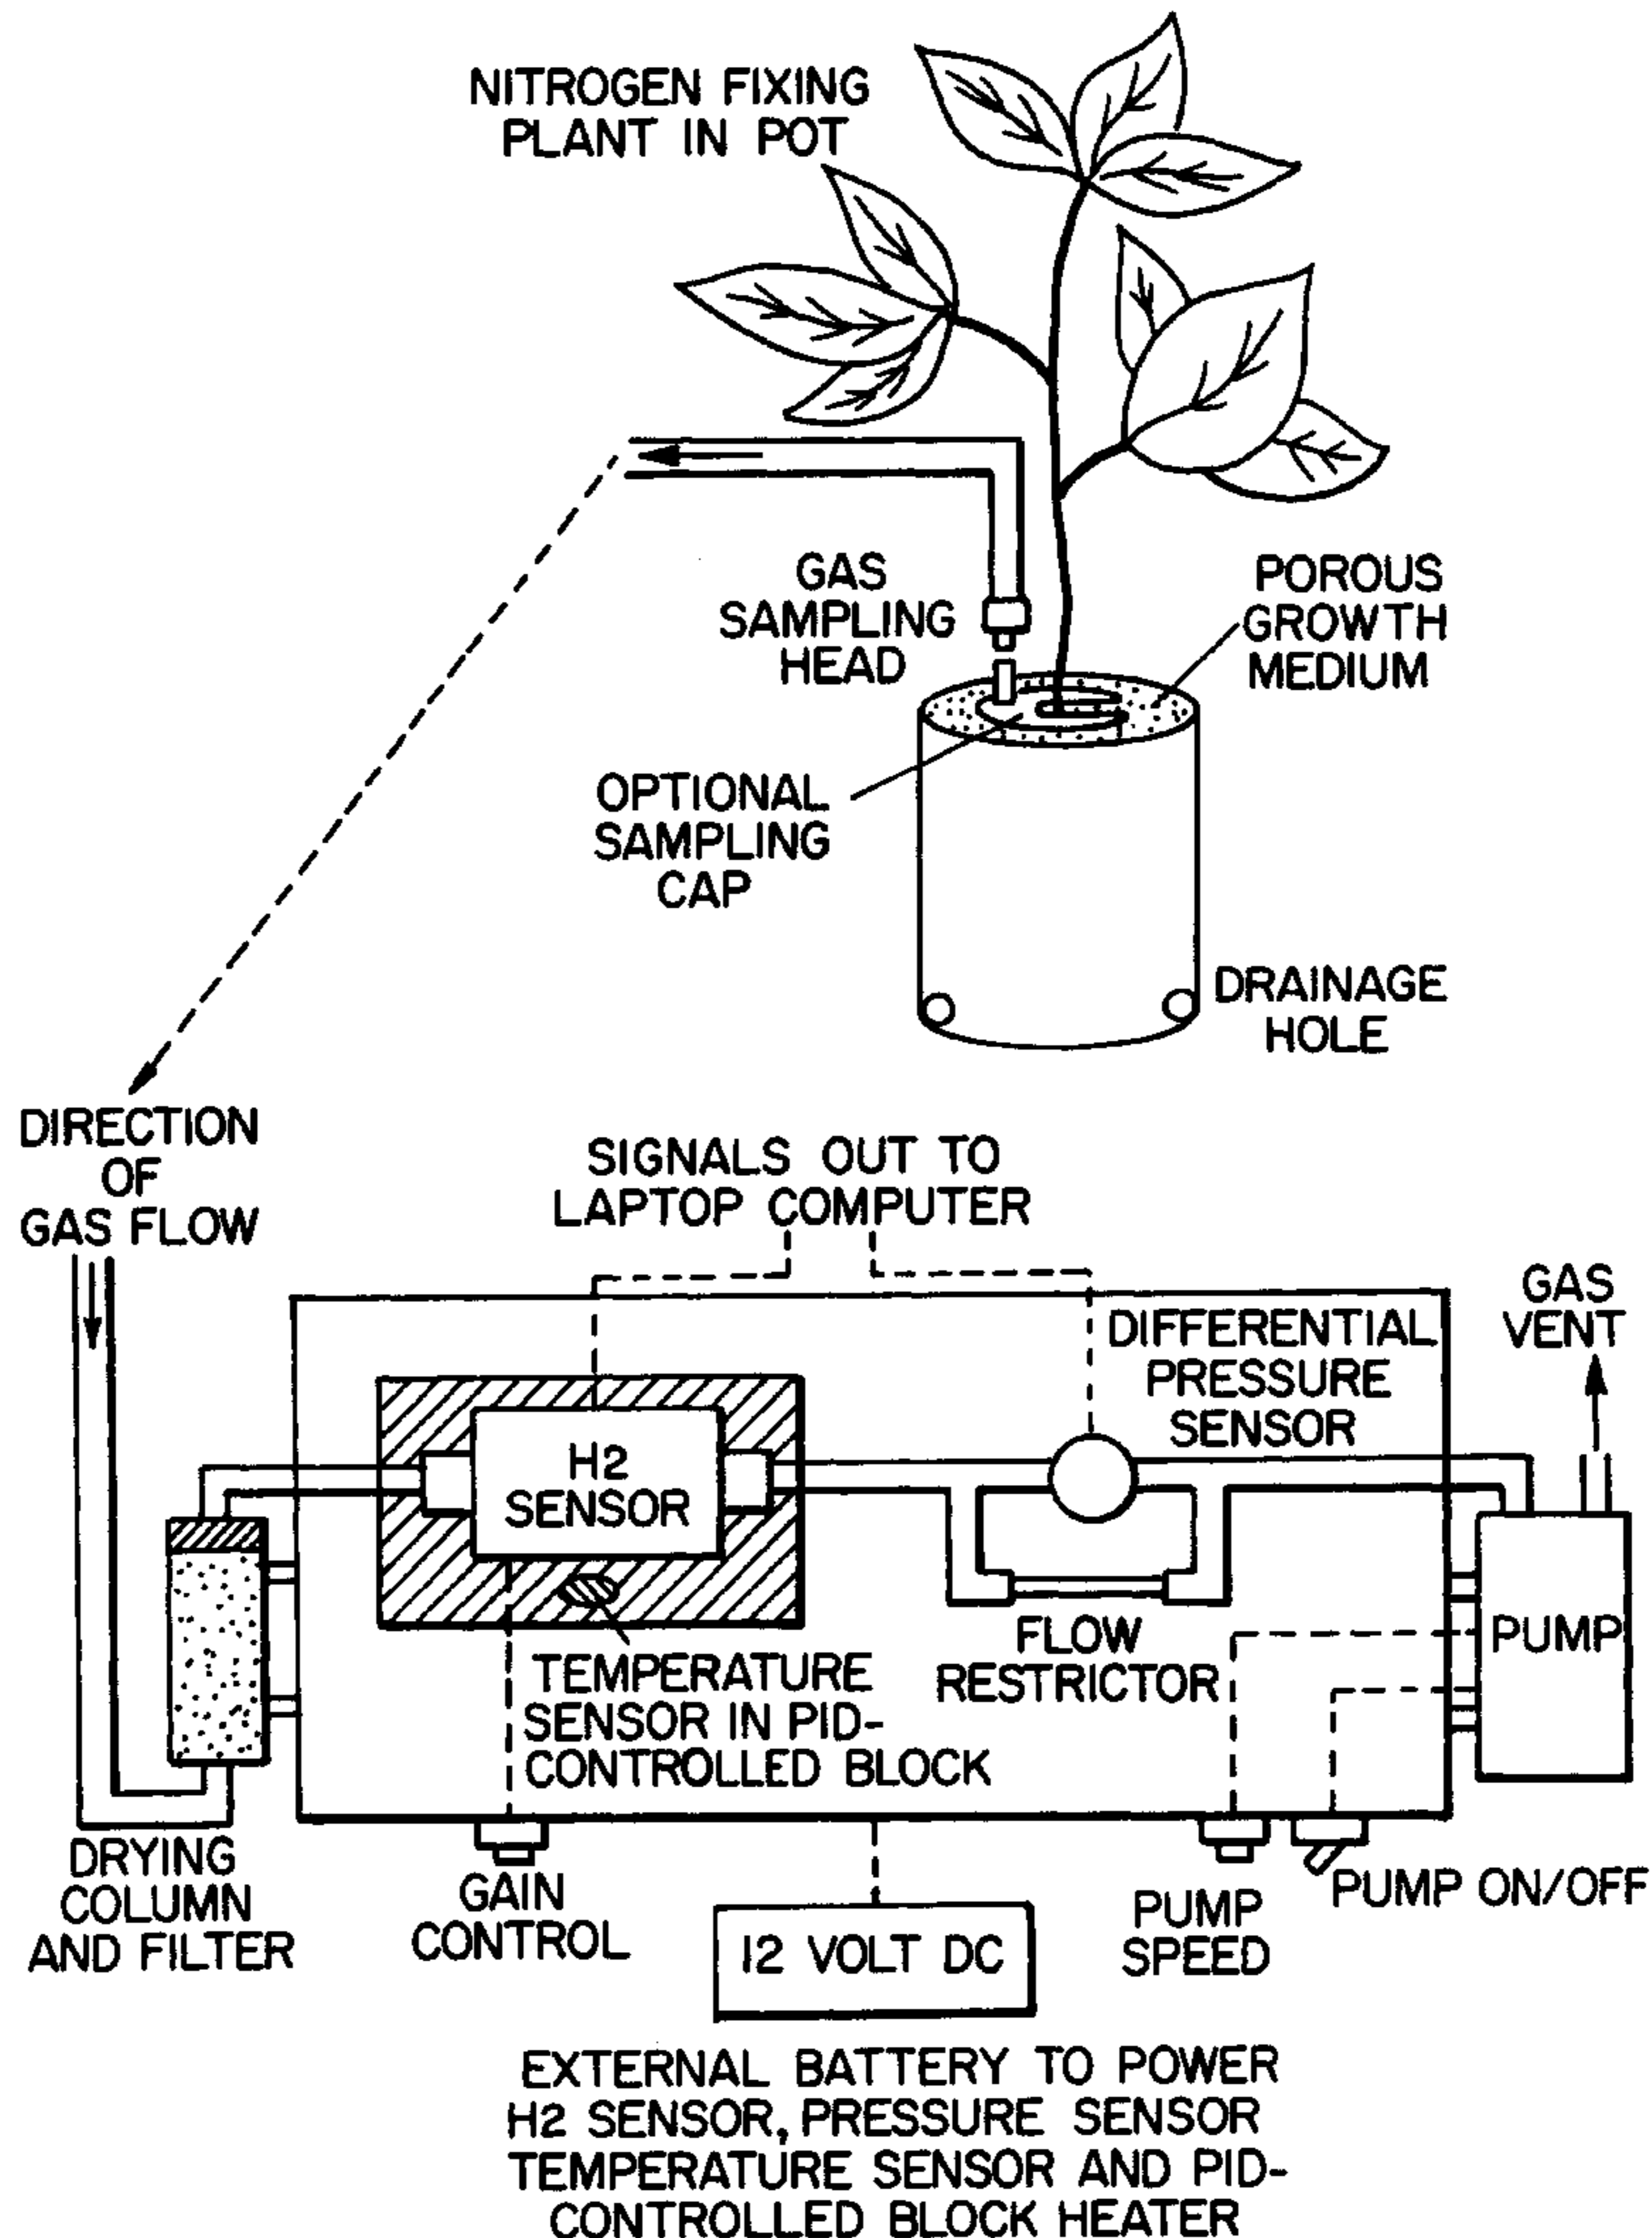 NITROGEN FIXING
PLANT IN POT
GAS
SAMPLING
HEAD
POROUS
GROWTH
MEDIUM
OPTIONAL
SAMPLING
CAP
DRAINAGE
HOLE
DIRECTION
OF
GAS FLOW
SIGNALS OUT TO
LAPTOP COMPUTER
GAS
VENT
DIFFERENTIAL
PRESSURE
SENSOR
H2
SENSOR
FLOW
RESTRICTOR
PUMP
TEMPERATURE
SENSOR IN PID-
CONTROLLED BLOCK
DRYING
COLUMN
AND FILTER
GAIN
CONTROL
12 VOLT DC
PUMP
SPEED
PUMP ON/OFF
EXTERNAL BATTERY TO POWER
H2 SENSOR, PRESSURE SENSOR
TEMPERATURE SENSOR AND PID-
CONTROLLED BLOCK HEATER